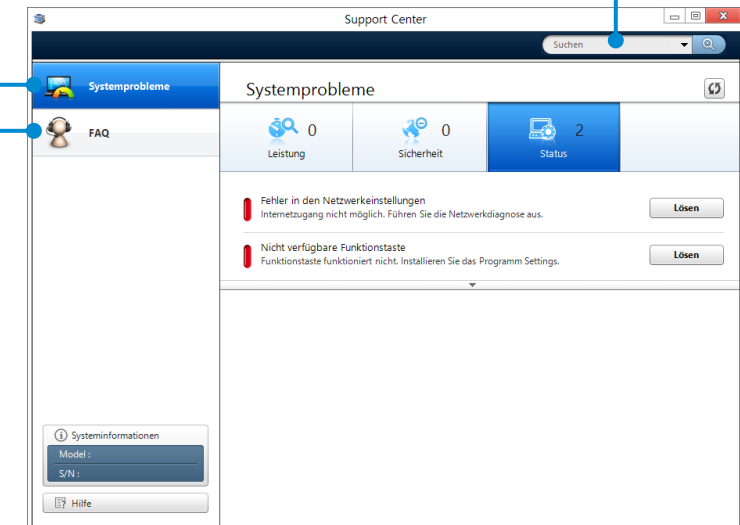 Support Center
Suchen
Systemprobleme
FAQ
Systemprobleme
0
Leistung
0
Sicherheit
2
Status
Fehler in den Netzwerkeinstellungen
Internetzugang nicht möglich. Führen Sie die Netzwerkdiagnose aus.
Lösen
Nicht verfügbare Funktionstaste
Funktionstaste funktioniert nicht. Installieren Sie das Programm Settings.
Lösen
Systeminformationen
Model :
S/N :
Hilfe